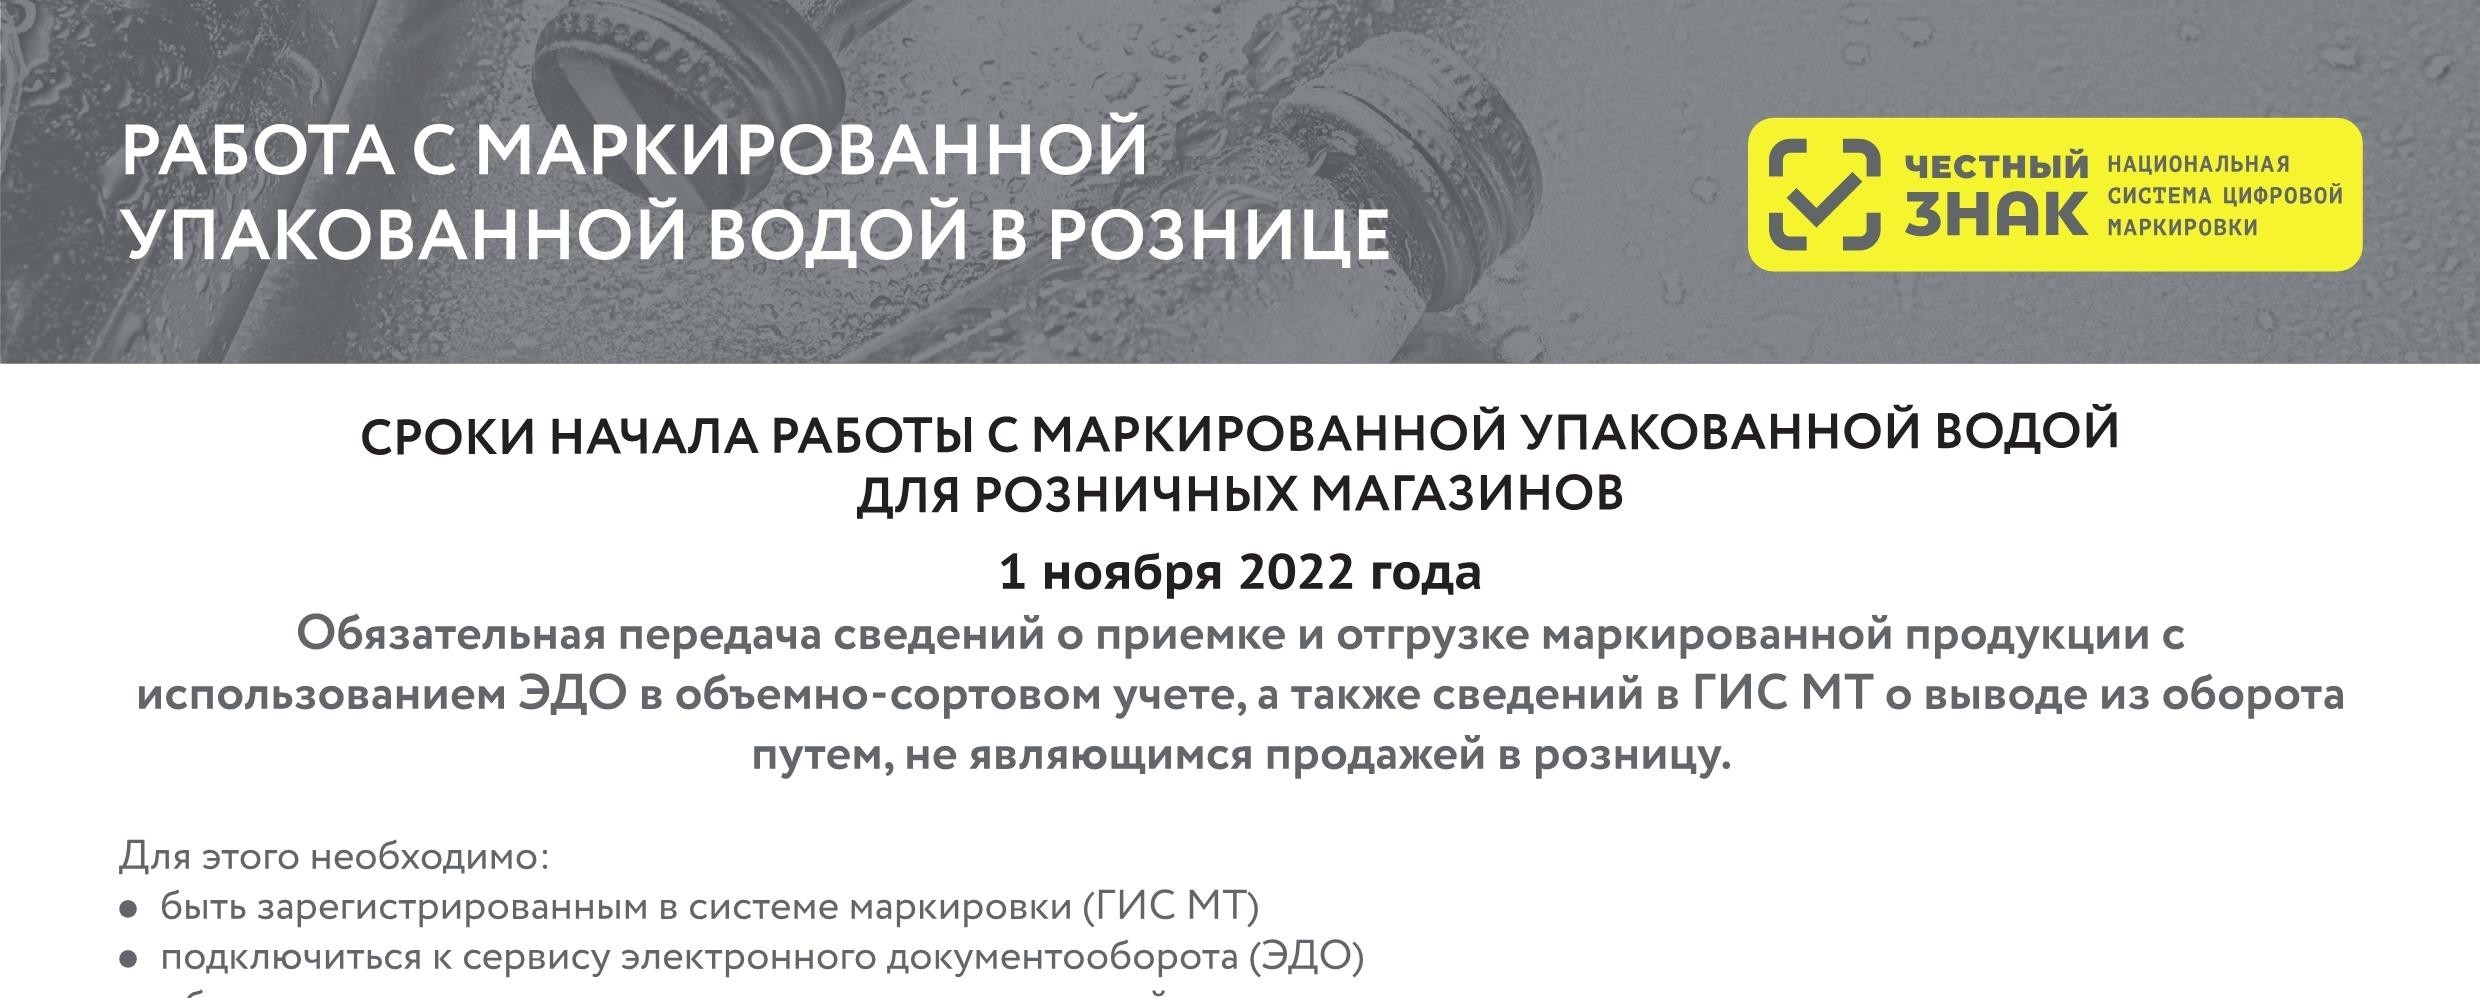 РАБОТА С МАРКИРОВАННОЙ
УПАКОВАННОЙ ВОДОЙ В РОЗНИЦЕ
ЧЕСТНЫЙ
ЗНАК
НАЦИОНАЛЬНАЯ
СИСТЕМА ЦИФРОВОЙ
МАРКИРОВКИ
СРОКИ НАЧАЛА РАБОТЫ С МАРКИРОВАННОЙ УПАКОВАННОЙ ВОДОЙ
ДЛЯ РОЗНИЧНЫХ МАГАЗИНОВ
1 ноября 2022 года
Обязательная передача сведений о приемке и отгрузке маркированной продукции с
использованием ЭДО в объемно-сортовом учете, а также сведений в ГИС МТ о выводе из оборота
путем, не являющимся продажей в розницу.
Для этого необходимо:
• быть зарегистрированным в системе маркировки (ГИС МТ)
• подключиться к сервису электронного документооборота (ЭДО)